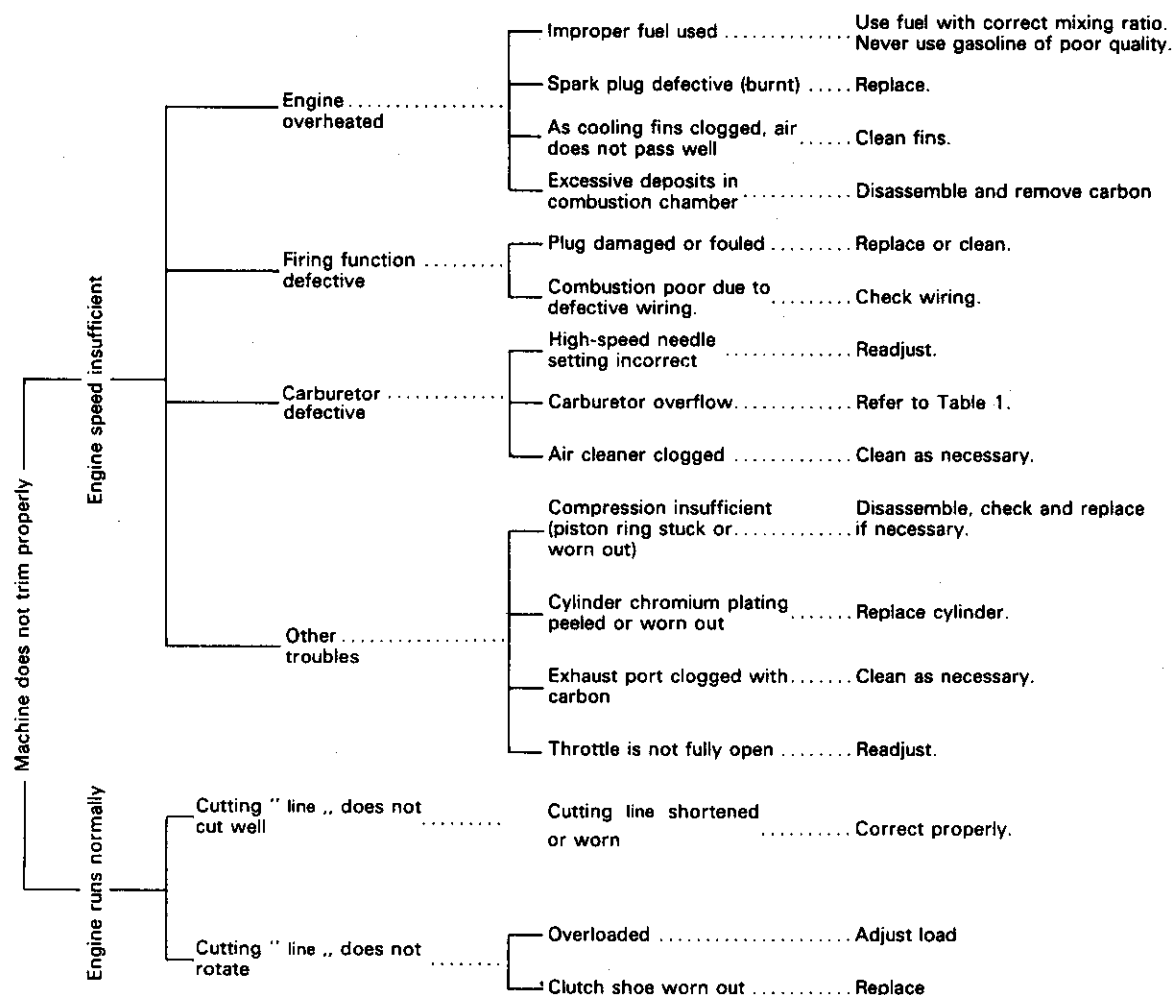 Machine does not trim properly
Engine speed insufficient
Engine overheated
Improper fuel used ............ Use fuel with correct mixing ratio.
Never use gasoline of poor quality.
Spark plug defective (burnt) ..... Replace.
As cooling fins clogged, air
does not pass well ...... Clean fins.
Excessive deposits in
combustion chamber ........... Disassemble and remove carbon
Firing function
defective
Plug damaged or fouled ........ Replace or clean.
Combustion poor due to
defective wiring. ........ Check wiring.
Carburetor
defective
High-speed needle
setting incorrect ............ Readjust.
Carburetor overflow ........... Refer to Table 1.
Air cleaner clogged ............ Clean as necessary.
Other
troubles
Compression insufficient
(piston ring stuck or
worn out) ............ Disassemble, check and replace
if necessary.
Cylinder chromium plating
peeled or worn out ...... Replace cylinder.
Exhaust port clogged with
carbon ....... Clean as necessary.
Throttle is not fully open ....... Readjust.
Engine runs normally
Cutting " line „ does not
cut well
Cutting line shortened
or worn ......... Correct properly.
Cutting " line „ does not
rotate
Overloaded ................... Adjust load
Clutch shoe worn out .......... Replace